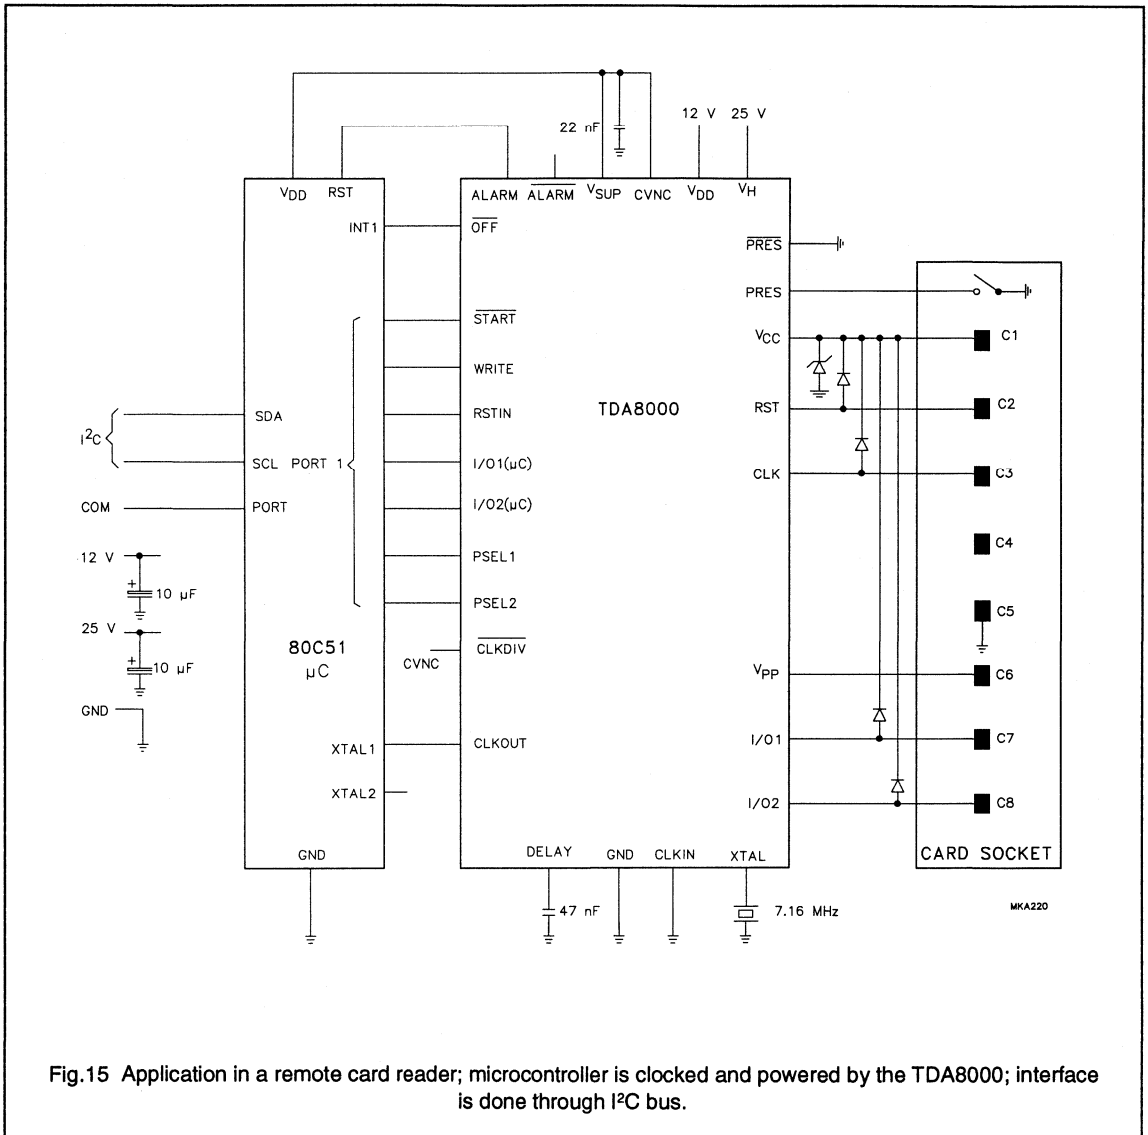 12 V 25 V
22 nF
VDD RST
ALARM ALARM VSUP CVNC VDD VH
INT1
OFF
PRES
PRES
START
VCC
C1
WRITE
TDA8000
RST
C2
RSTIN
SDA
I²C
SCL PORT 1
I/O1(μC)
CLK
C3
COM
PORT
I/O2(μC)
C4
12 V
PSEL1
10 μF
PSEL2
C5
25 V
80C51
μC
CLKDIV
CVNC
10 μF
VPP
C6
GND
I/O1
C7
XTAL1
CLKOUT
XTAL2
I/O2
C8
GND
DELAY GND CLKIN XTAL
CARD SOCKET
47 nF
7.16 MHz
MKA220
Fig.15 Application in a remote card reader; microcontroller is clocked and powered by the TDA8000; interface
is done through I²C bus.